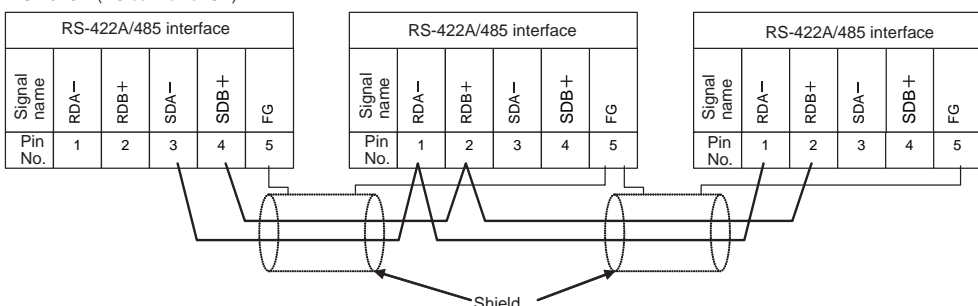 RS-422A/485 interface
Signal name RDA− RDB+ SDA− SDB+ FG
Pin No. 1 2 3 4 5
RS-422A/485 interface
Signal name RDA− RDB+ SDA− SDB+ FG
Pin No. 1 2 3 4 5
RS-422A/485 interface
Signal name RDA− RDB+ SDA− SDB+ FG
Pin No. 1 2 3 4 5
Shield